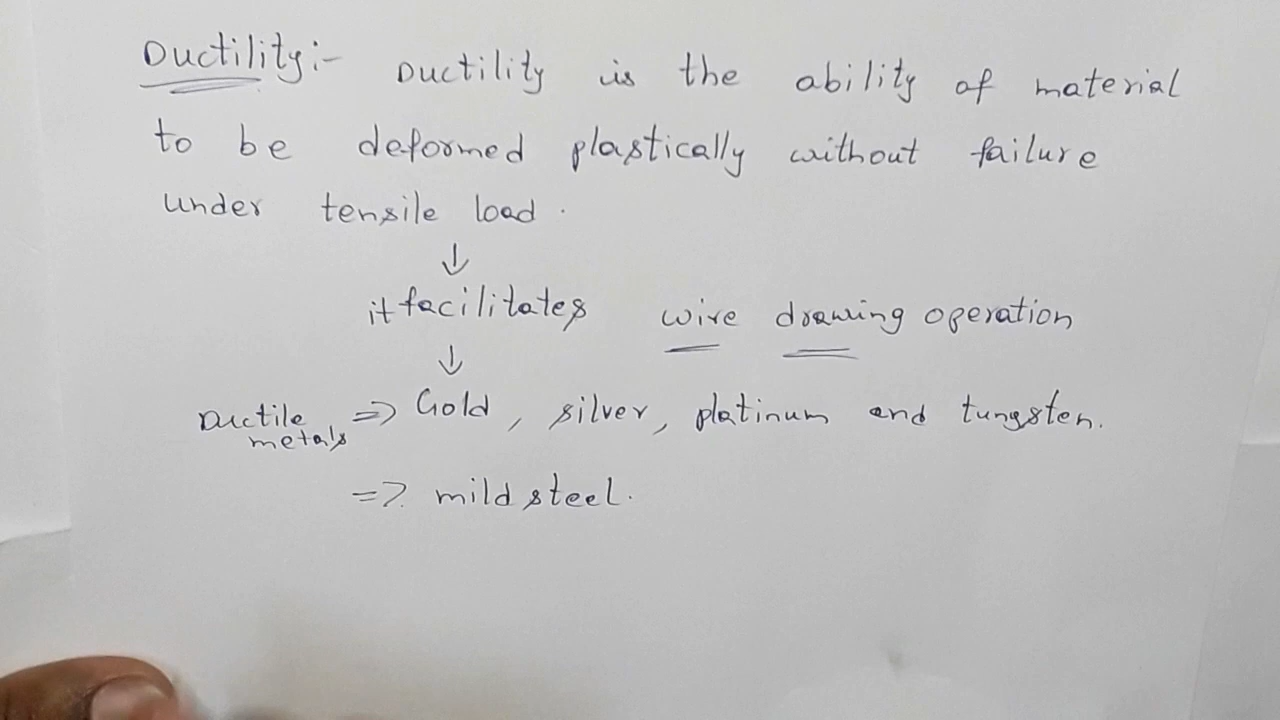 Ductility:- Ductility is the ability of material
to be deformed plastically without failure
under tensile load.
↓
it facilitates wire drawing operation
↓
Ductile metals => Gold, silver, platinum and tungsten.
=> mild steel.